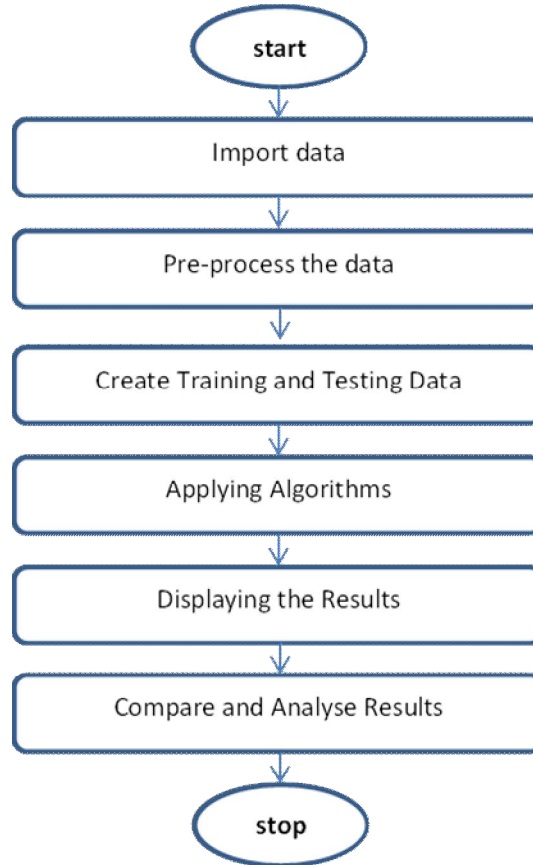 start
Import data
Pre-process the data
Create Training and Testing Data
Applying Algorithms
Displaying the Results
Compare and Analyse Results
stop